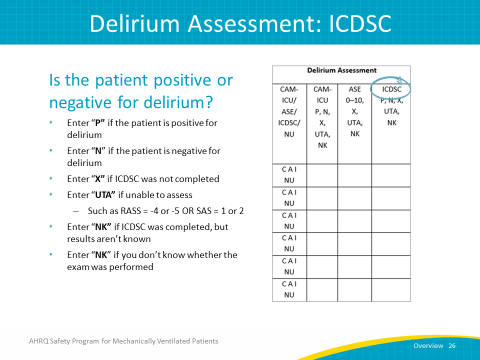 Delirium Assessment: ICDSC
Is the patient positive or
negative for delirium?
• Enter “P” if the patient is positive for
delirium
• Enter “N” if the patient is negative for
delirium
• Enter “X” if ICDSC was not completed
• Enter “UTA” if unable to assess
– Such as RASS = -4 or -5 OR SAS = 1 or 2
• Enter “NK” if ICDSC was completed, but
results aren’t known
• Enter “NK” if you don’t know whether the
exam was performed
Delirium Assessment
CAM-
ICU/
ASE/
ICDSC/
NU
CAM-
ICU
P, N,
X,
UTA,
NK
ASE
0–10,
X,
UTA,
NK
ICDSC
P, N, X,
UTA,
NK
C A I
NU
C A I
NU
C A I
NU
C A I
NU
C A I
NU
C A I
NU
AHRQ Safety Program for Mechanically Ventilated Patients
Overview 26